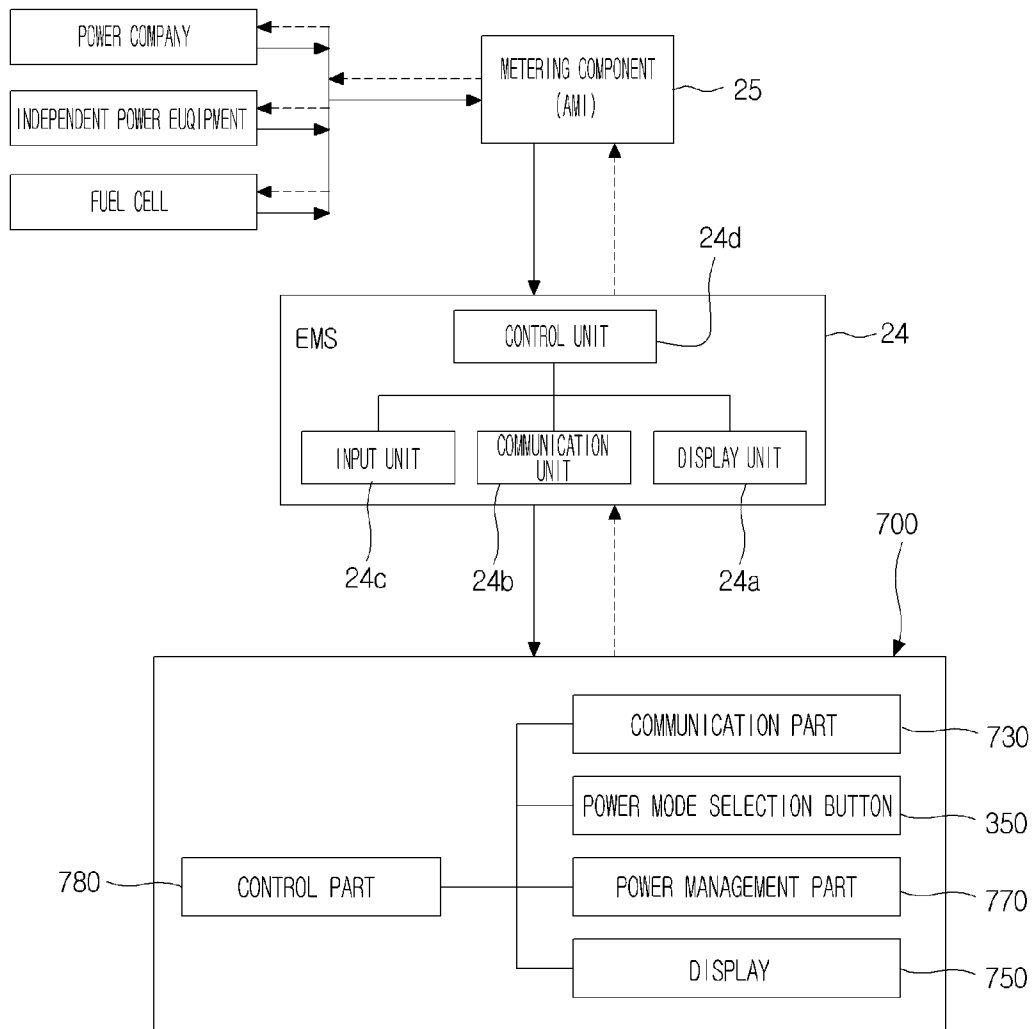 POWER COMPANY
METERING COMPONENT
(AMI)
25
INDEPENDENT POWER EUQIPMENT
FUEL CELL
24d
EMS
CONTROL UNIT
24
INPUT UNIT
COMMUNICATION
UNIT
DISPLAY UNIT
24c
24b
24a
700
COMMUNICATION PART
730
POWER MODE SELECTION BUTTON
350
780
CONTROL PART
POWER MANAGEMENT PART
770
DISPLAY
750